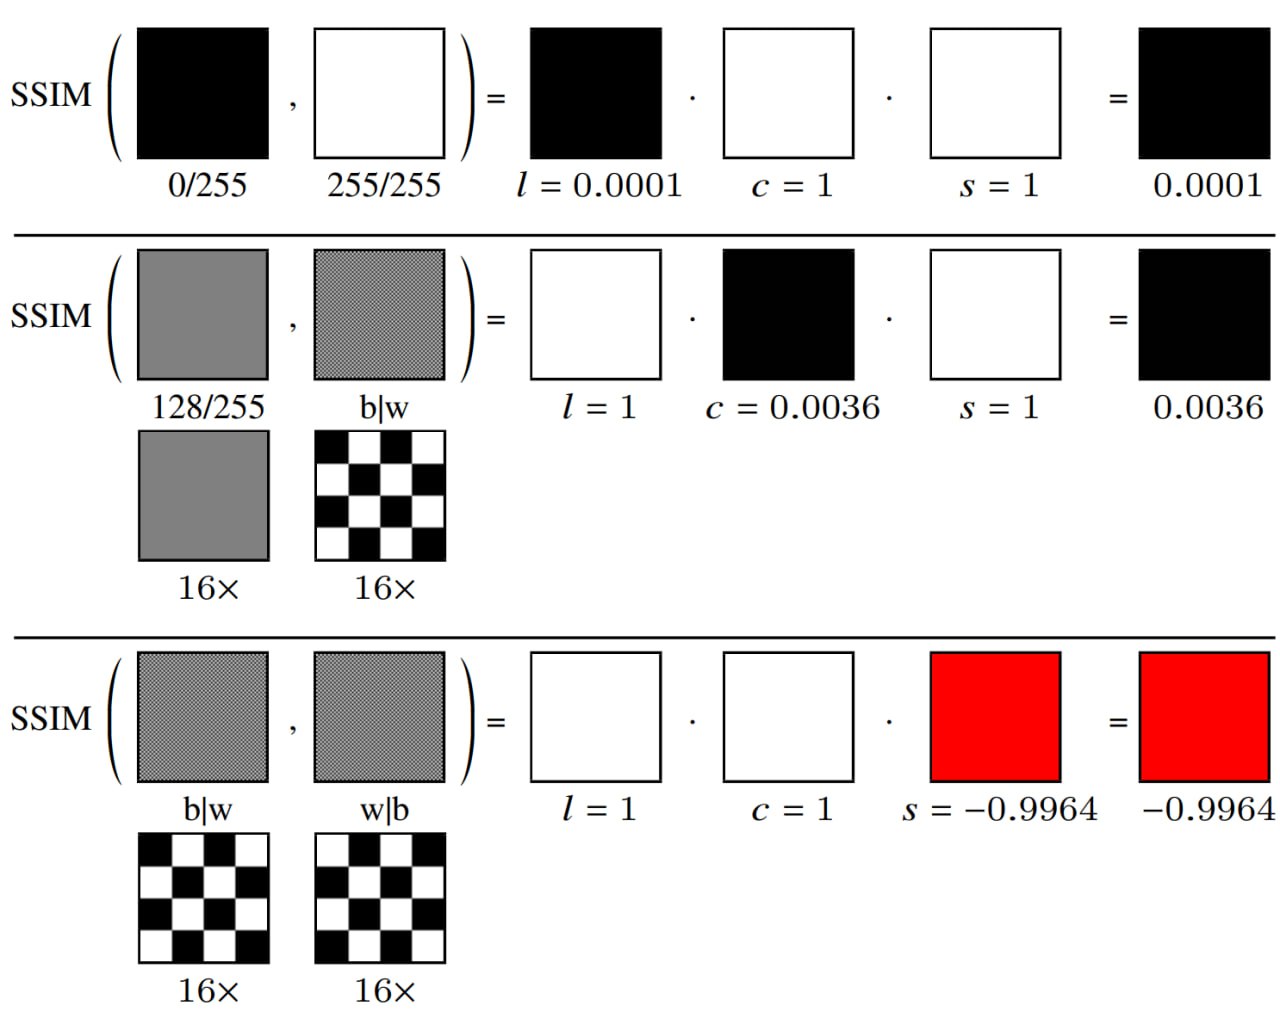 SSIM ( , ) = · · =
0/255 255/255 l = 0.0001 c = 1 s = 1 0.0001
SSIM ( , ) = · · =
128/255 b|w l = 1 c = 0.0036 s = 1 0.0036
16× 16×
SSIM ( , ) = · · =
b|w w|b l = 1 c = 1 s = −0.9964 −0.9964
16× 16×